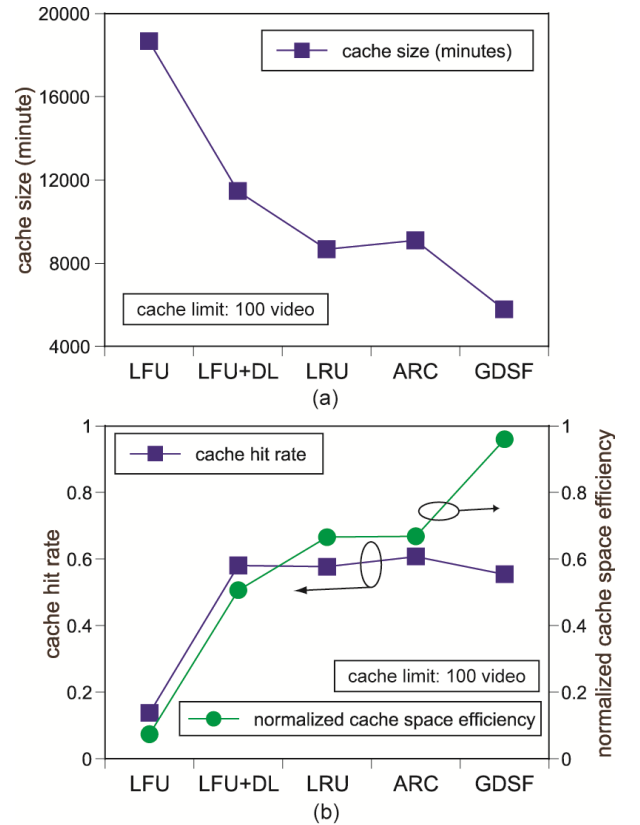 20000
16000
12000
8000
4000
cache size (minute)
cache size (minutes)
cache limit: 100 video
LFU LFU+DL LRU ARC GDSF
(a)
1
0.8
0.6
0.4
0.2
0
cache hit rate
cache hit rate
1
0.8
0.6
0.4
0.2
0
normalized cache space efficiency
cache limit: 100 video
normalized cache space efficiency
LFU LFU+DL LRU ARC GDSF
(b)